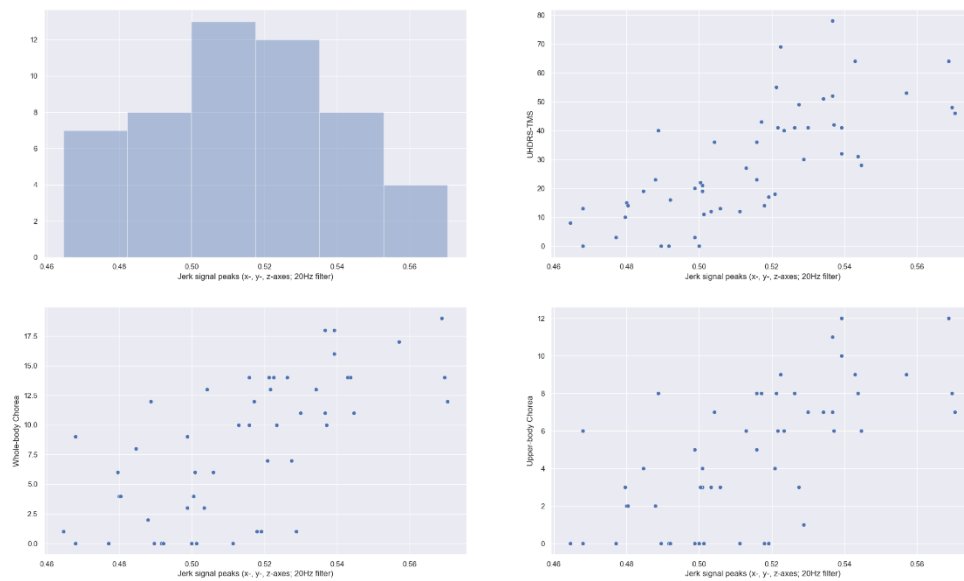 12
10
8
6
4
2
0
0.46 0.48 0.50 0.52 0.54 0.56
Jerk signal peaks (x-, y-, z-axes; 20Hz filter)
80
70
60
50
40
30
20
10
0
UHDRS-TMS
0.46 0.48 0.50 0.52 0.54 0.56
Jerk signal peaks (x-, y-, z-axes; 20Hz filter)
17.5
15.0
12.5
10.0
7.5
5.0
2.5
0.0
Whole-body Chorea
0.46 0.48 0.50 0.52 0.54 0.56
Jerk signal peaks (x-, y-, z-axes; 20Hz filter)
12
10
8
6
4
2
0
Upper-body Chorea
0.46 0.48 0.50 0.52 0.54 0.56
Jerk signal peaks (x-, y-, z-axes; 20Hz filter)